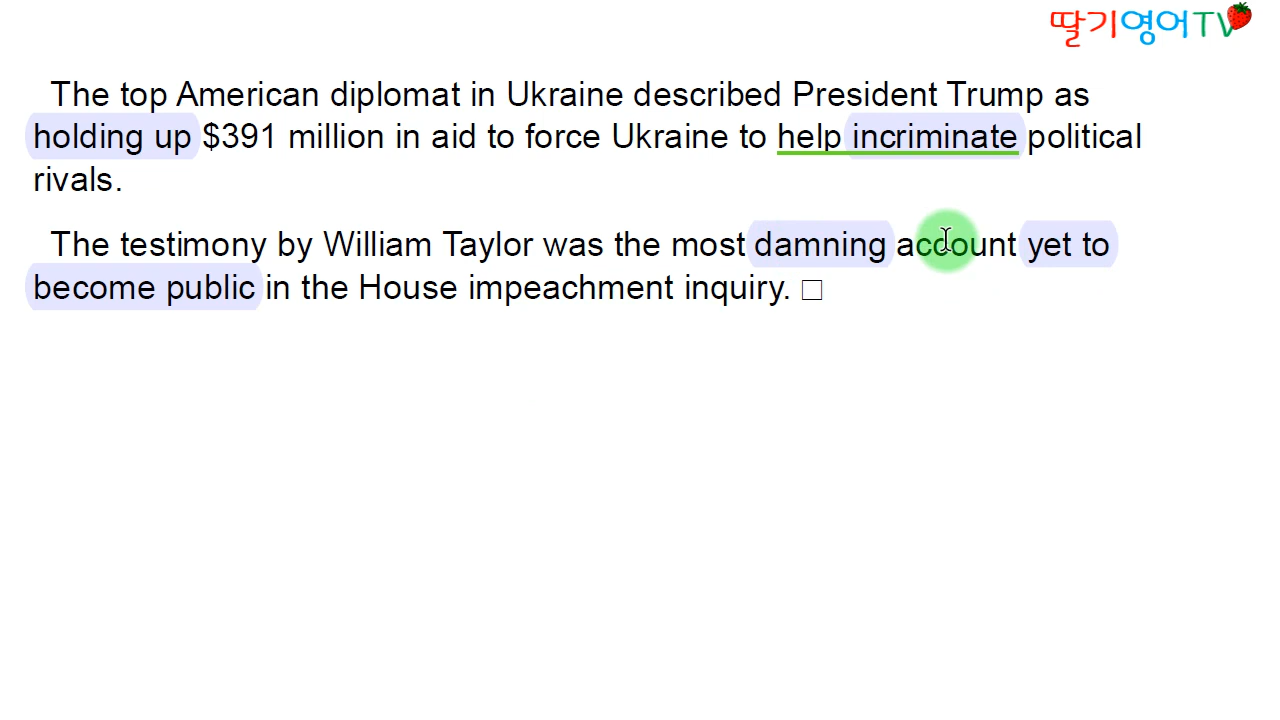 딸기영어TV
The top American diplomat in Ukraine described President Trump as
holding up $391 million in aid to force Ukraine to help incriminate political
rivals.
The testimony by William Taylor was the most damning account yet to
become public in the House impeachment inquiry. □